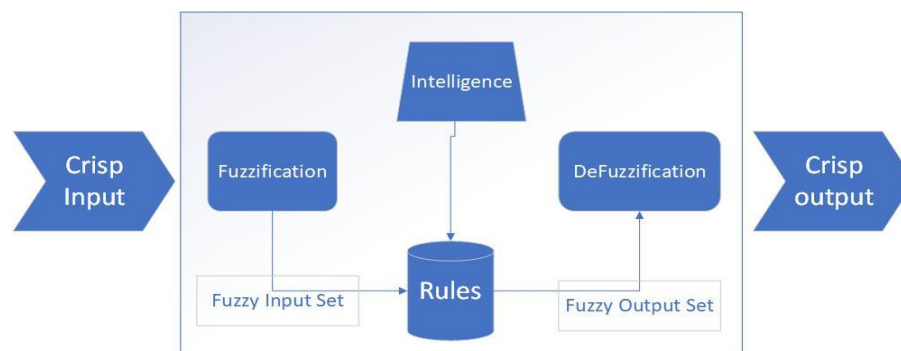 Crisp
Input
Fuzzification
Intelligence
DeFuzzification
Crisp
output
Fuzzy Input Set
Rules
Fuzzy Output Set